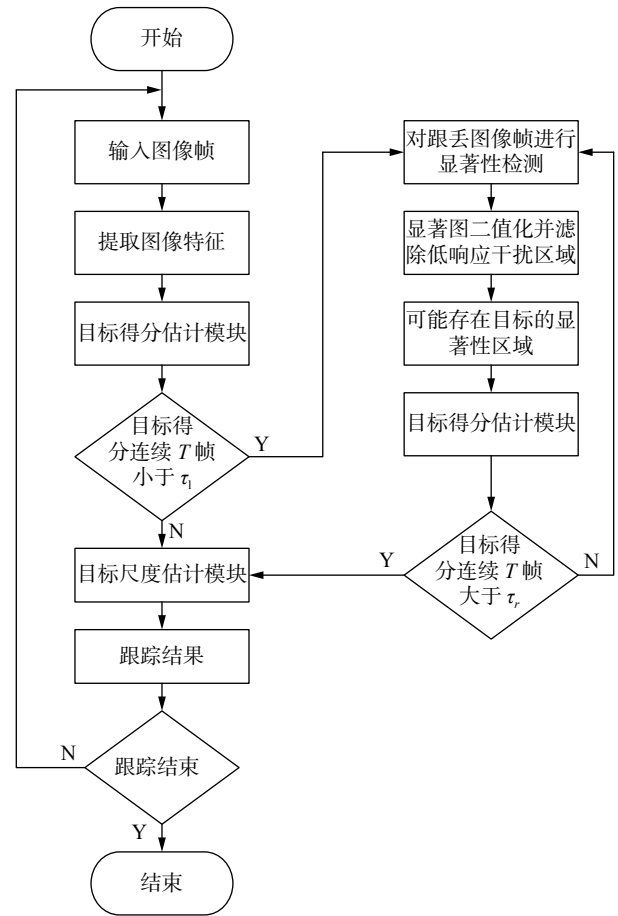 开始
输入图像帧
提取图像特征
目标得分估计模块
目标得
分连续 T 帧
小于 τ₁
Y
N
目标尺度估计模块
跟踪结果
跟踪结束
N
Y
结束
对跟丢图像帧进行
显著性检测
显著图二值化并滤
除低响应干扰区域
可能存在目标的显
著性区域
目标得分估计模块
目标得
分连续 T 帧
大于 τᵣ
Y
N